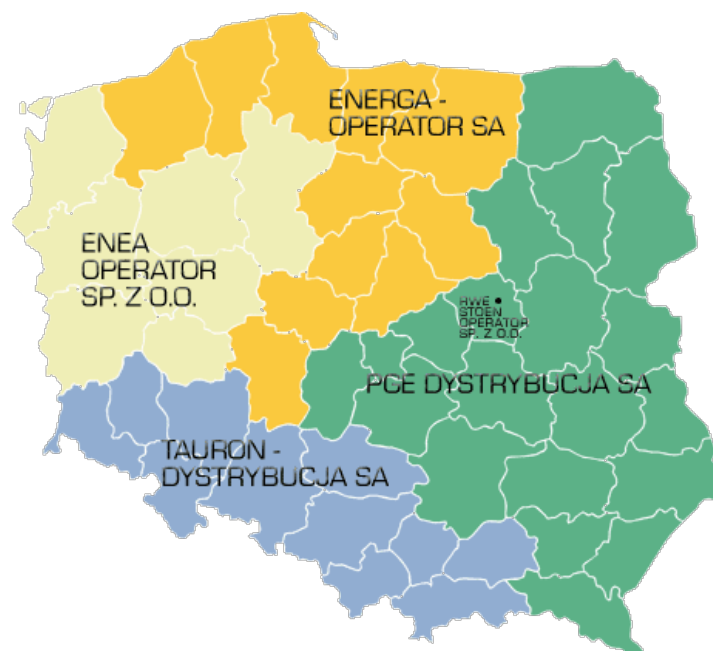 ENERGA -
OPERATOR SA
ENEA
OPERATOR
SP. Z O.O.
RWE
STOEN
OPERATOR
SP. Z O.O.
PGE DYSTRYBUCJA SA
TAURON -
DYSTRYBUCJA SA